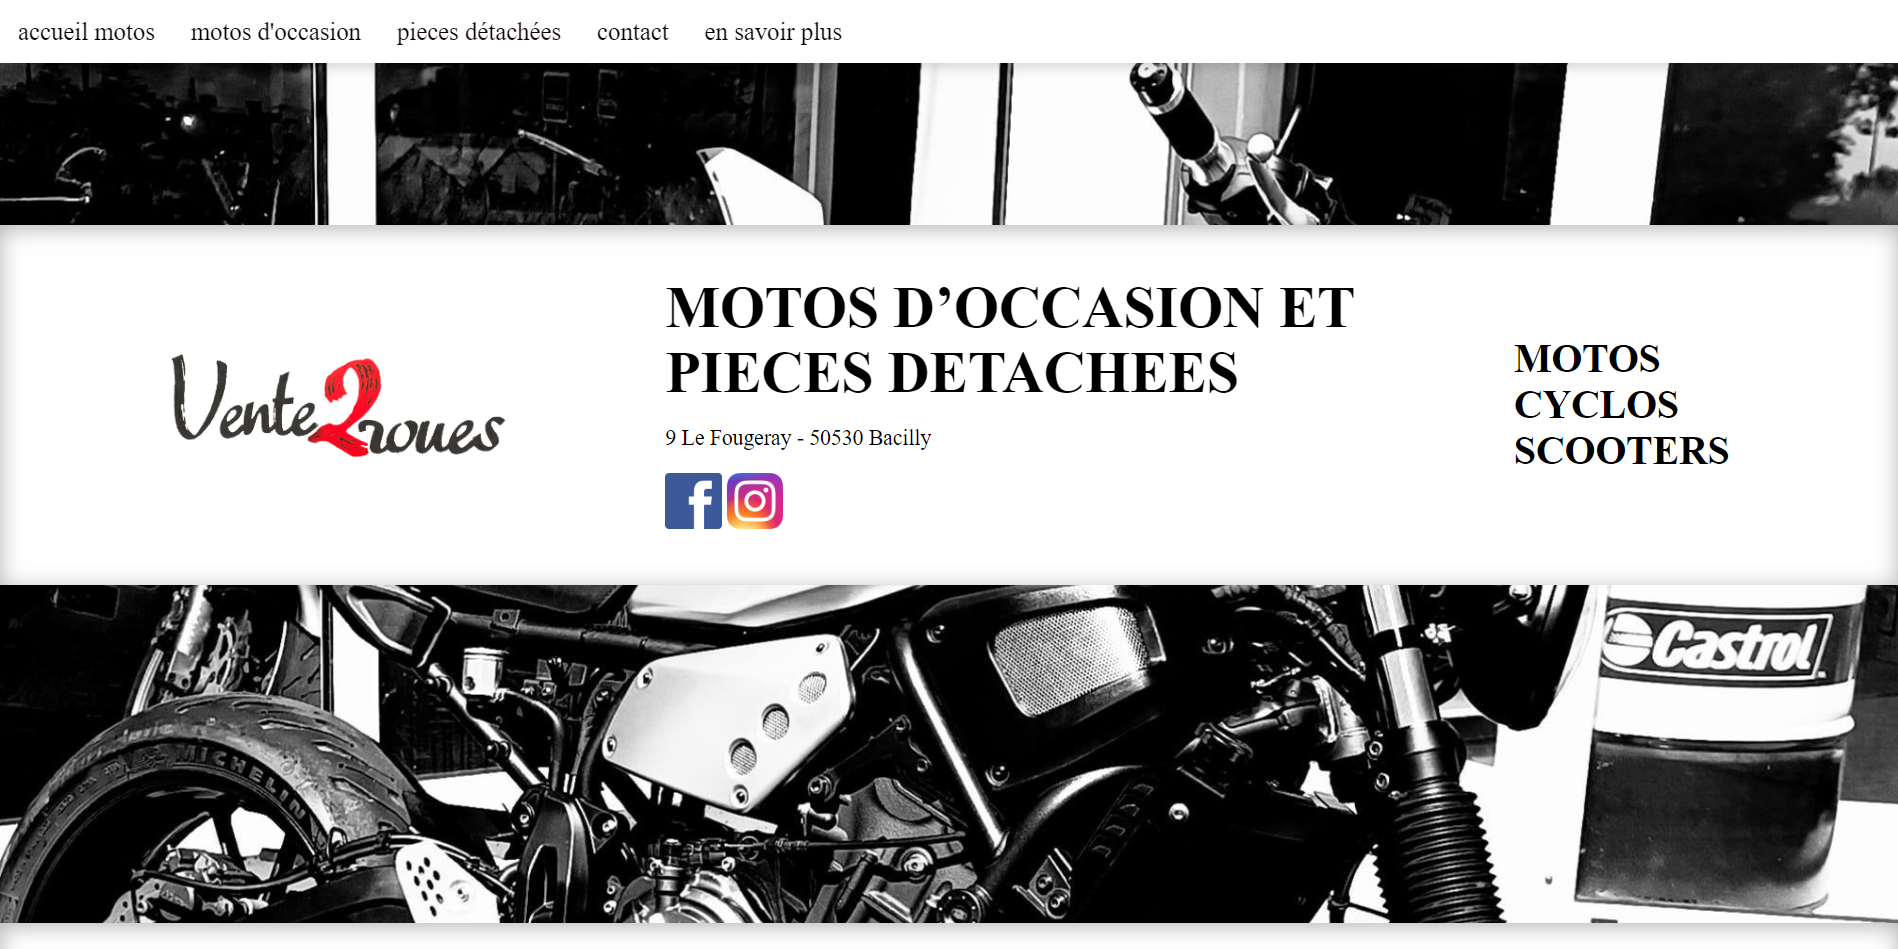 accueil motos motos d'occasion pieces détachées contact en savoir plus
Vente2roues
MOTOS D’OCCASION ET
PIECES DETACHEES
9 Le Fougeray - 50530 Bacilly
MOTOS
CYCLOS
SCOOTERS
Castrol
MICHELIN